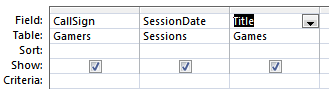 Field: CallSign SessionDate Title
Table: Gamers Sessions Games
Sort:
Show:
Criteria: